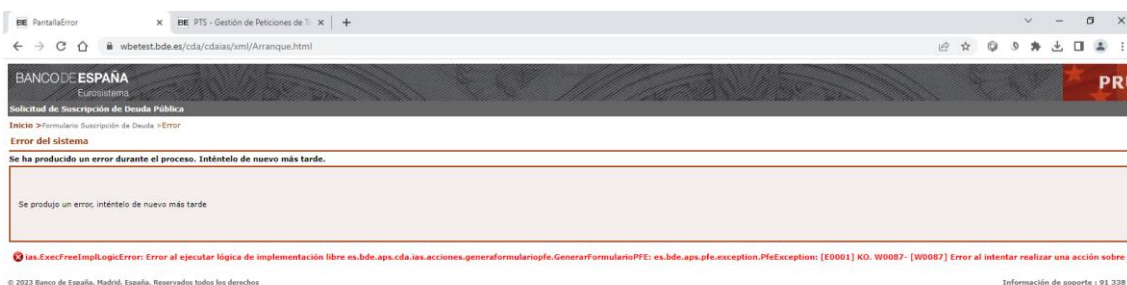 BE PantallaError
BE PTS - Gestión de Peticiones de T
wbetest.bde.es/cda/cdaias/xml/Arranque.html
BANCO DE ESPAÑA
Eurosistema
PR
Solicitud de Suscripción de Deuda Pública
Inicio >Formulario Suscripción de Deuda >Error
Error del sistema
Se ha producido un error durante el proceso. Inténtelo de nuevo más tarde.
Se produjo un error, inténtelo de nuevo más tarde
ias.ExecFreeImplLogicError: Error al ejecutar lógica de implementación libre es.bde.aps.cda.ias.acciones.generaformulariopfe.GenerarFormularioPFE: es.bde.aps.pfe.exception.PfeException: [E0001] KO. W0087- [W0087] Error al intentar realizar una acción sobre
© 2023 Banco de España. Madrid. España. Reservados todos los derechos
Información de soporte : 91 338